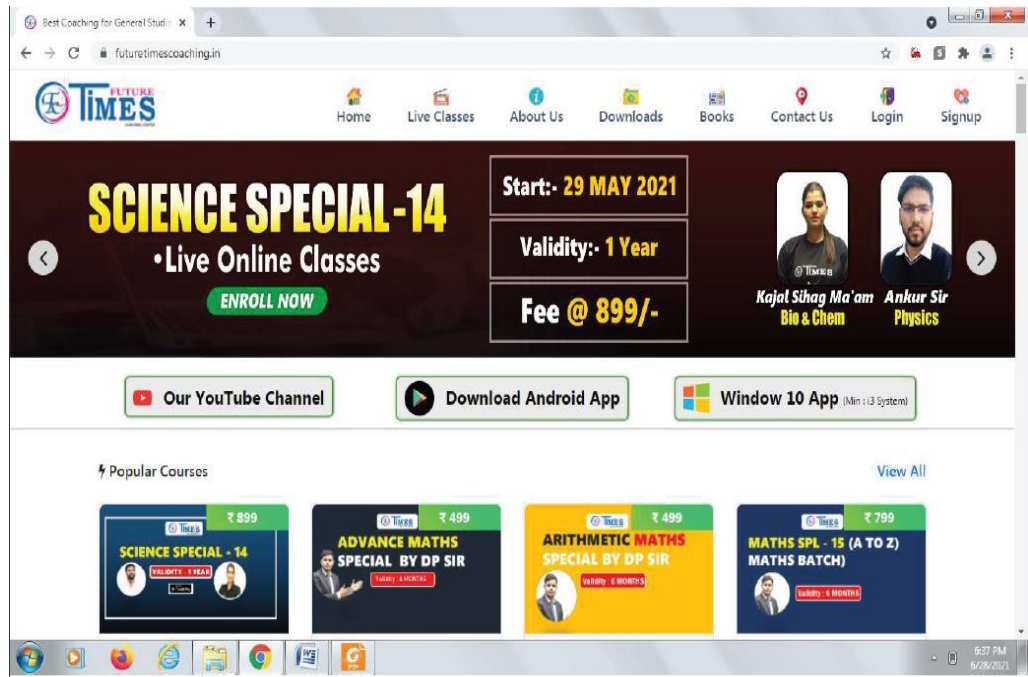 Best Coaching for General Studi
futuretimescoaching.in
FUTURE
TIMES
Home Live Classes About Us Downloads Books Contact Us Login Signup
SCIENCE SPECIAL-14
•Live Online Classes
ENROLL NOW
Start:- 29 MAY 2021
Validity:- 1 Year
Fee @ 899/-
TIMES
Kajal Sihag Ma'am Ankur Sir
Bio & Chem Physics
Our YouTube Channel Download Android App Window 10 App (Min : i3 System)
Popular Courses View All
TIMES ₹ 899
SCIENCE SPECIAL - 14
VALIDITY - 1 YEAR
TIMES ₹ 499
ADVANCE MATHS
SPECIAL BY DP SIR
Validity : 6 MONTHS
TIMES ₹ 499
ARITHMETIC MATHS
SPECIAL BY DP SIR
Validity : 6 MONTHS
TIMES ₹ 799
MATHS SPL - 15 (A TO Z)
MATHS BATCH)
Validity : 6 MONTHS
6:37 PM
6/28/2021